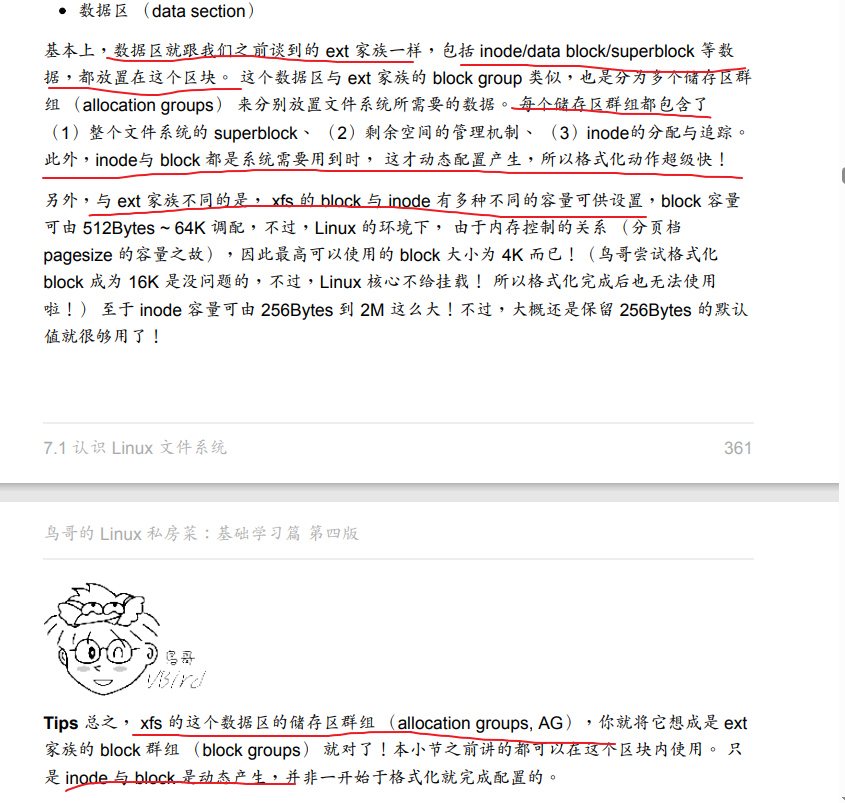 • 数据区 （data section）
基本上，数据区就跟我们之前谈到的 ext 家族一样，包括 inode/data block/superblock 等数
据，都放置在这个区块。 这个数据区与 ext 家族的 block group 类似，也是分为多个储存区群
组 （allocation groups） 来分别放置文件系统所需要的数据。 每个储存区群组都包含了
（1）整个文件系统的 superblock、 （2）剩余空间的管理机制、 （3）inode的分配与追踪。
此外，inode与 block 都是系统需要用到时， 这才动态配置产生，所以格式化动作超级快！
另外，与 ext 家族不同的是， xfs 的 block 与 inode 有多种不同的容量可供设置，block 容量
可由 512Bytes ~ 64K 调配，不过，Linux 的环境下， 由于内存控制的关系 （分页档
pagesize 的容量之故），因此最高可以使用的 block 大小为 4K 而已！（鸟哥尝试格式化
block 成为 16K 是没问题的，不过，Linux 核心不给挂载！ 所以格式化完成后也无法使用
啦！） 至于 inode 容量可由 256Bytes 到 2M 这么大！不过，大概还是保留 256Bytes 的默认
值就很够用了！
7.1 认识 Linux 文件系统 361
鸟哥的 Linux 私房菜：基础学习篇 第四版
鸟哥
VBird
Tips 总之， xfs 的这个数据区的储存区群组 （allocation groups, AG），你就将它想成是 ext
家族的 block 群组 （block groups） 就对了！本小节之前讲的都可以在这个区块内使用。 只
是 inode 与 block 是动态产生，并非一开始于格式化就完成配置的。